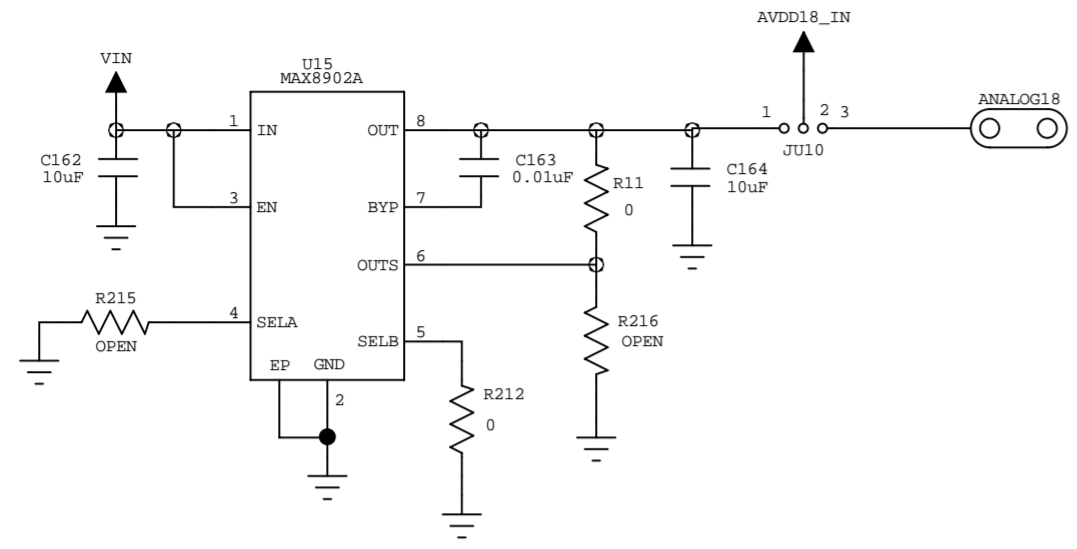 AVDD18_IN
VIN
U15
MAX8902A
1 IN
OUT 8
1 2 3
JU10
ANALOG18
C162
10uF
C163
0.01uF
R11
0
C164
10uF
3 EN
BYP 7
OUTS 6
R215
OPEN
4 SELA
SELB 5
R216
OPEN
EP GND
2
R212
0